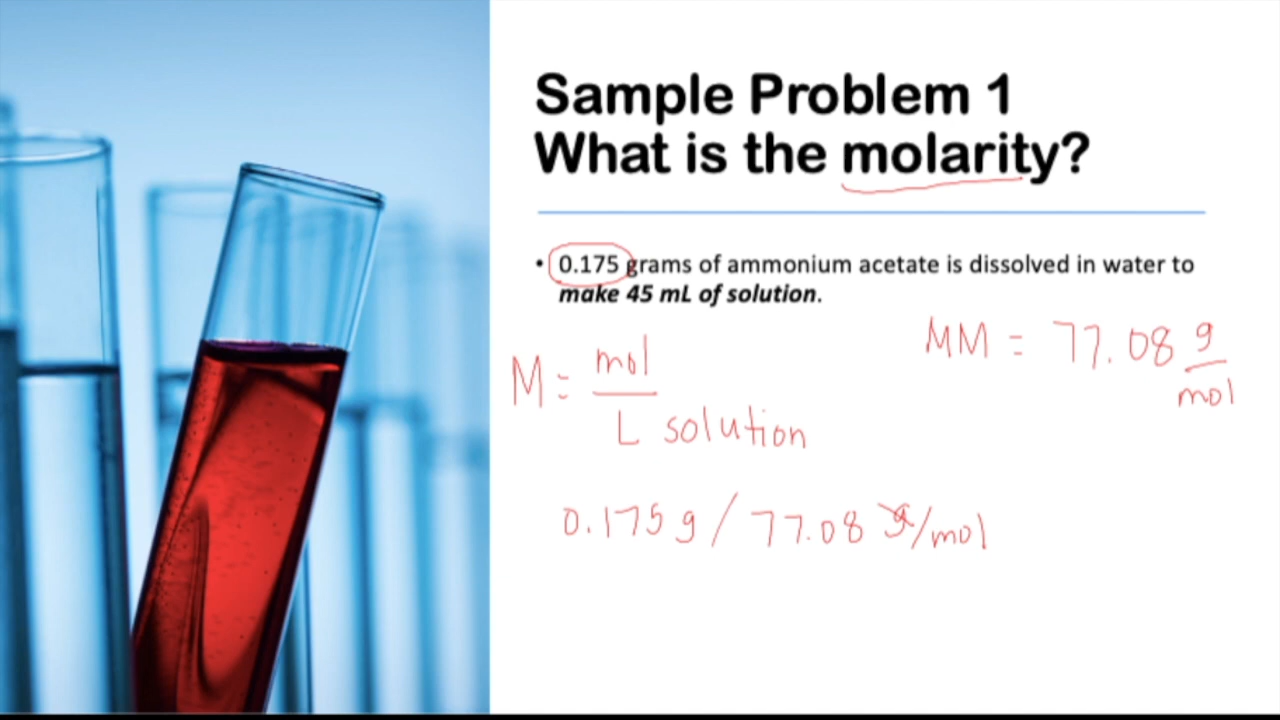 Sample Problem 1
What is the molarity?
• 0.175 grams of ammonium acetate is dissolved in water to
make 45 mL of solution.
MM = 77.08 g/mol
M = mol
L solution
0.175 g / 77.08 g/mol